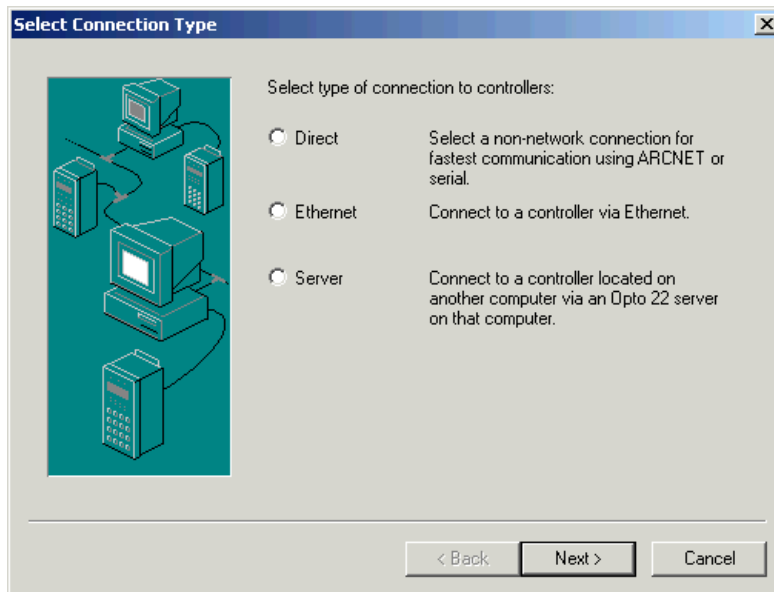 Select Connection Type
Select type of connection to controllers:
Direct
Select a non-network connection for
fastest communication using ARCNET or
serial.
Ethernet
Connect to a controller via Ethernet.
Server
Connect to a controller located on
another computer via an Opto 22 server
on that computer.
< Back
Next >
Cancel